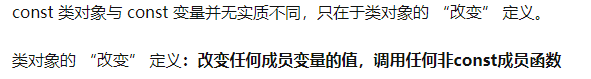 const 类对象与 const 变量并无实质不同，只在于类对象的 “改变” 定义。
类对象的 “改变” 定义：改变任何成员变量的值，调用任何非const成员函数